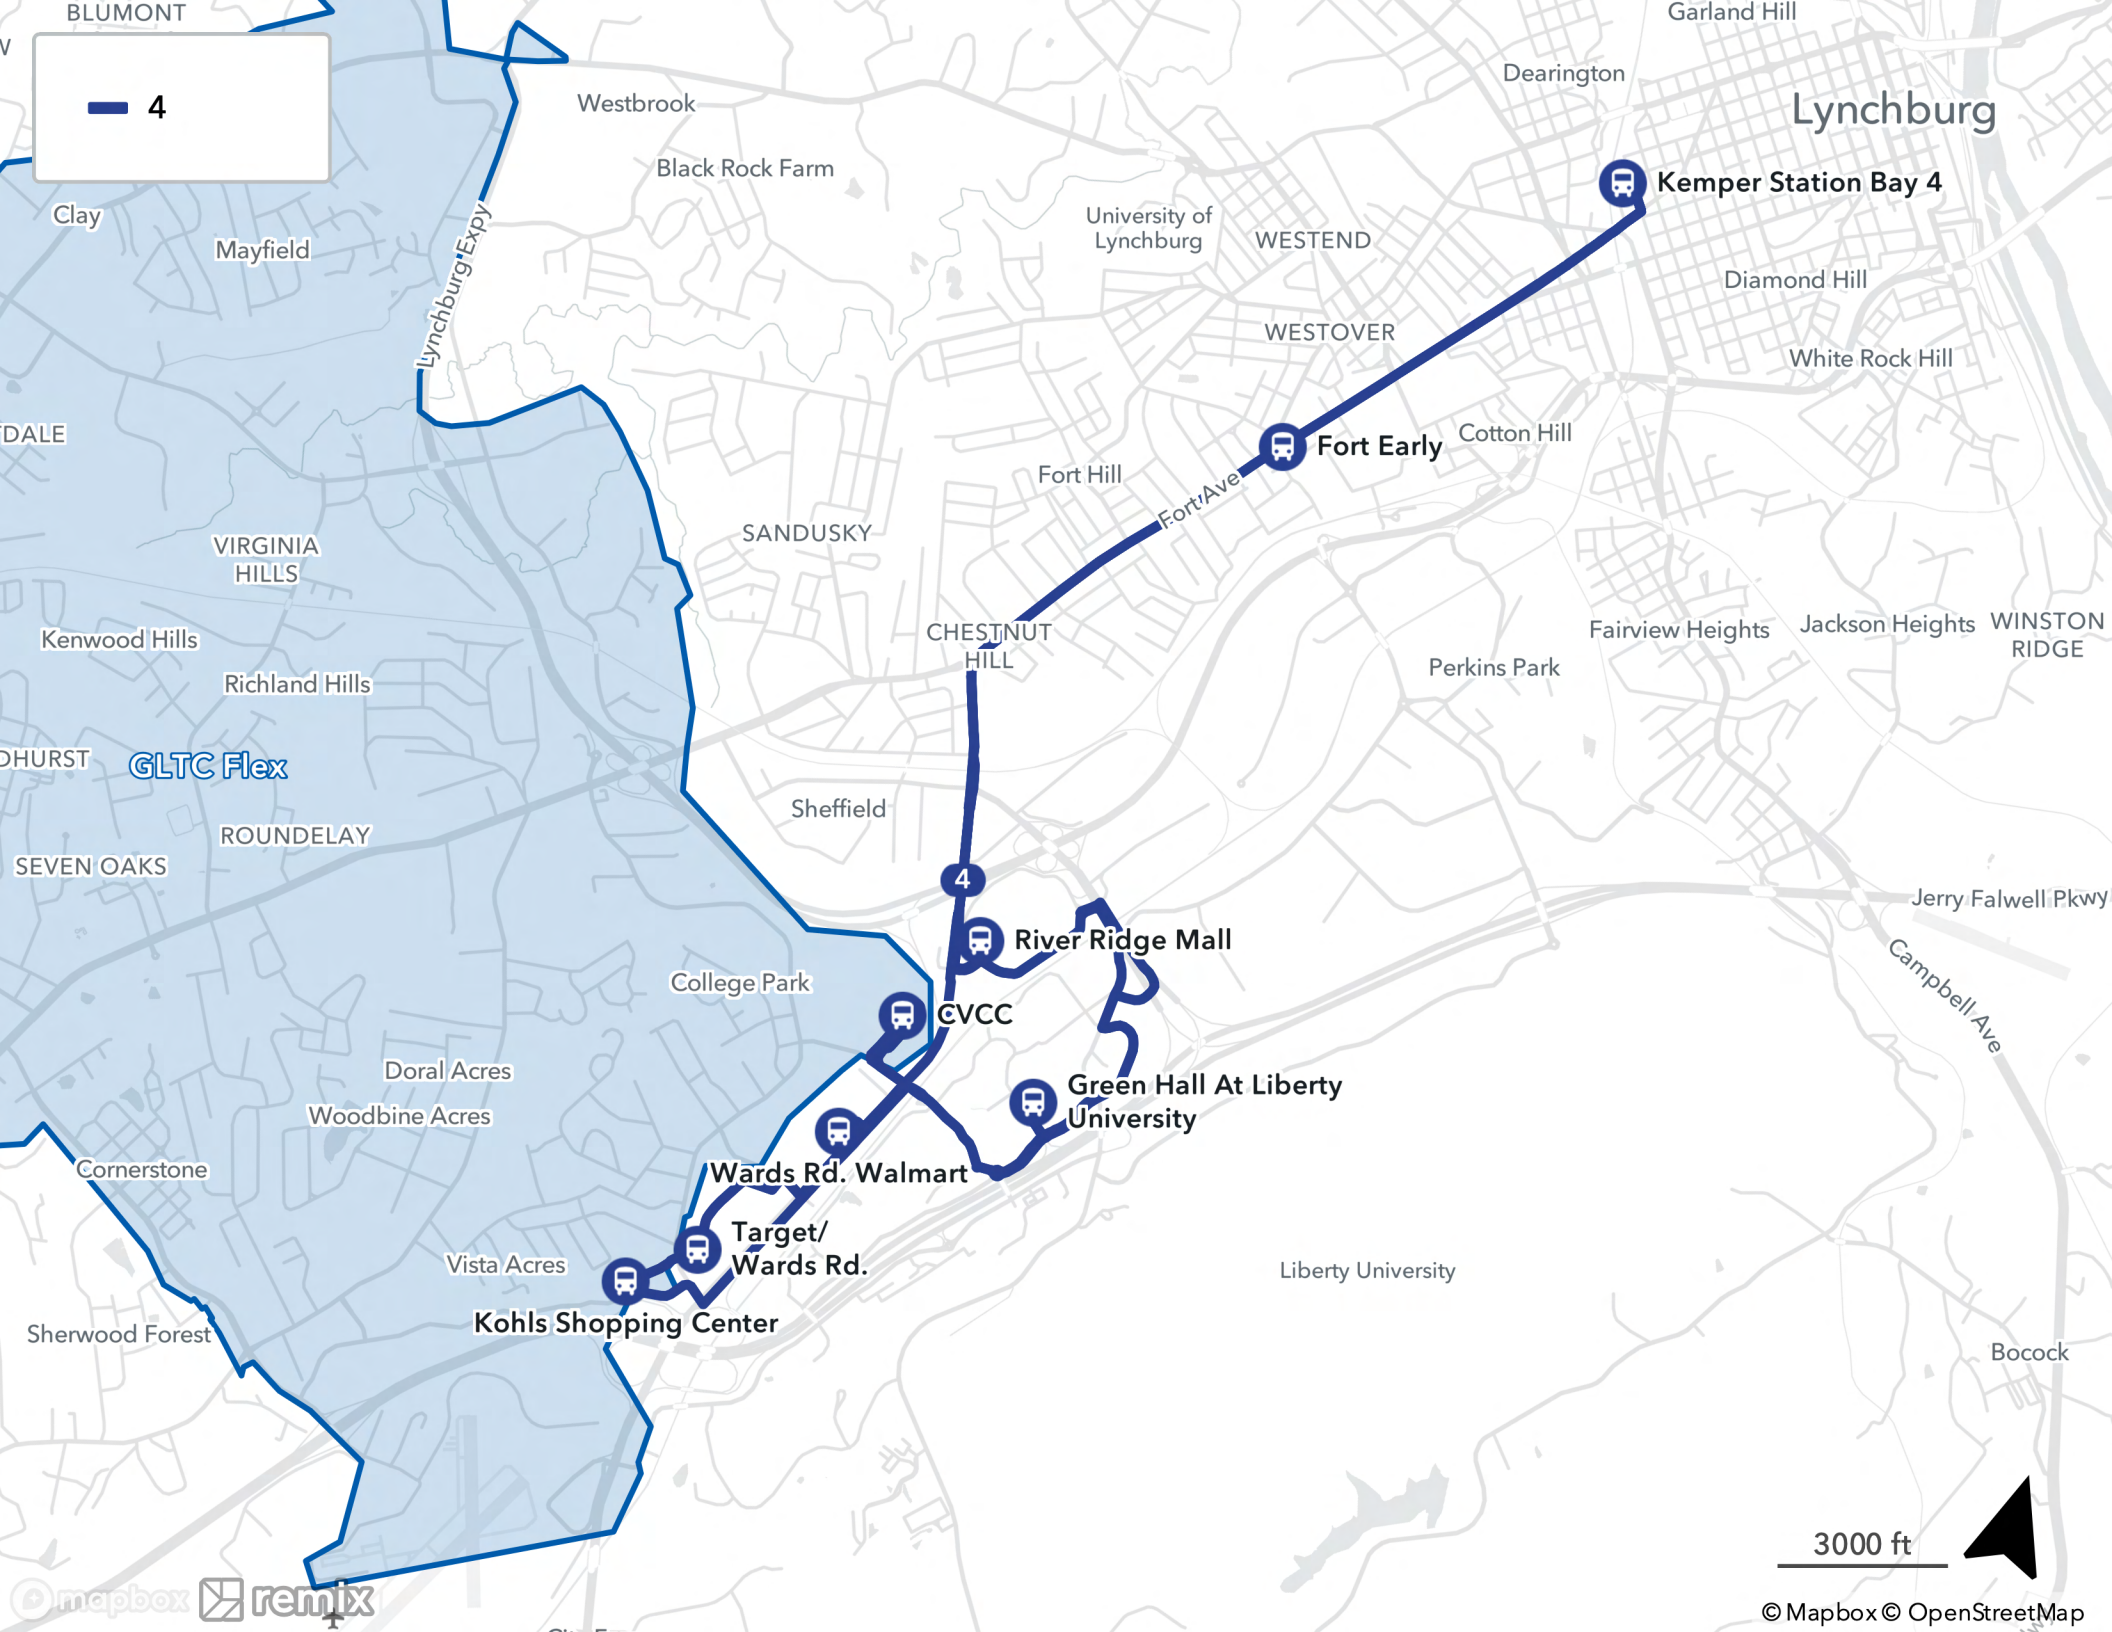 BLUMONT
Garland Hill
4
Westbrook
Dearington
Lynchburg
Black Rock Farm
Kemper Station Bay 4
Clay
Mayfield
University of
Lynchburg
WESTEND
Diamond Hill
Lynchburg Expy
WESTOVER
White Rock Hill
Fort Early
Cotton Hill
Fort Hill
Fort Ave
SANDUSKY
VIRGINIA
HILLS
CHESTNUT
HILL
Kenwood Hills
Fairview Heights
Jackson Heights
WINSTON
RIDGE
Richland Hills
Perkins Park
DHURST
GLTC Flex
Sheffield
ROUNDELAY
SEVEN OAKS
4
Jerry Falwell Pkwy
River Ridge Mall
Campbell Ave
College Park
CVCC
Doral Acres
Green Hall At Liberty
University
Woodbine Acres
Cornerstone
Wards Rd. Walmart
Target/
Wards Rd.
Vista Acres
Liberty University
Kohls Shopping Center
Sherwood Forest
Bocock
3000 ft
mapbox
remix
© Mapbox © OpenStreetMap